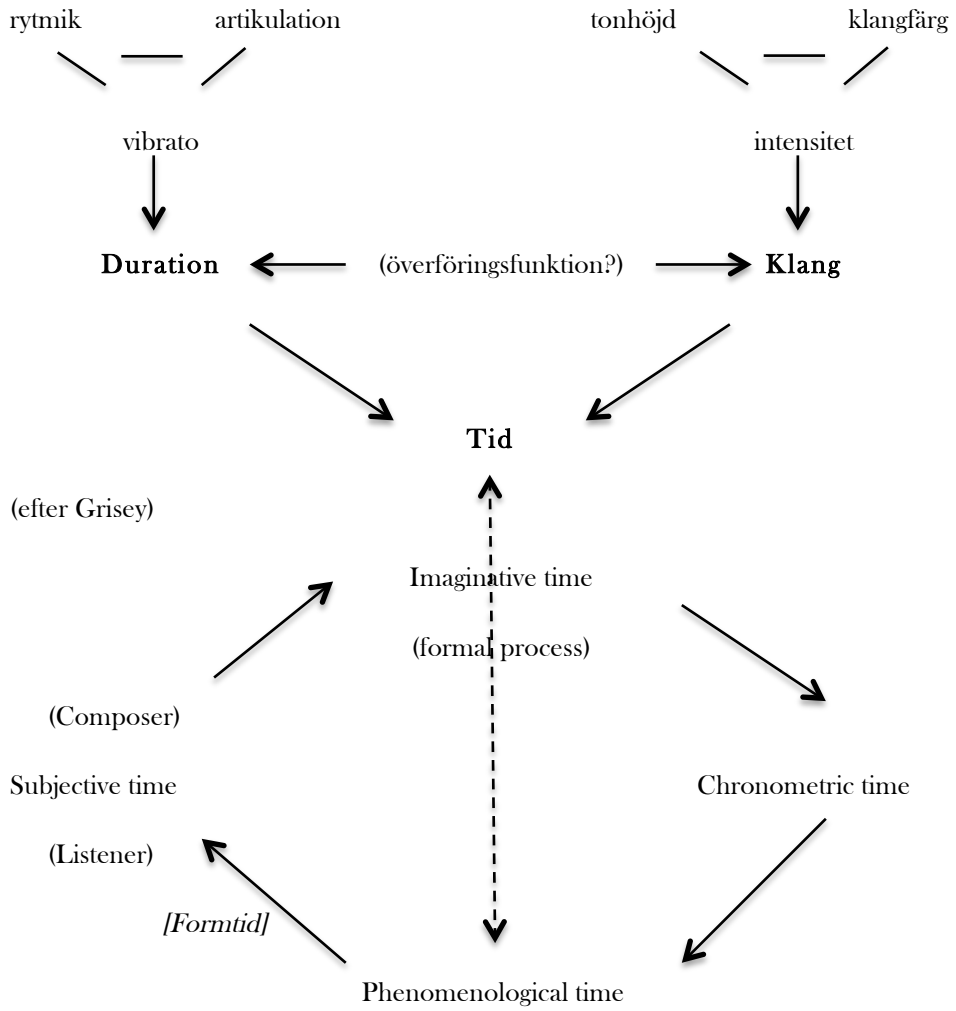 rytmik artikulation tonhöjd klangfärg
vibrato intensitet
Duration (överföringsfunktion?) Klang
Tid
(efter Grisey)
Imaginative time
(formal process)
(Composer)
Subjective time Chronometric time
(Listener)
[Formtid]
Phenomenological time